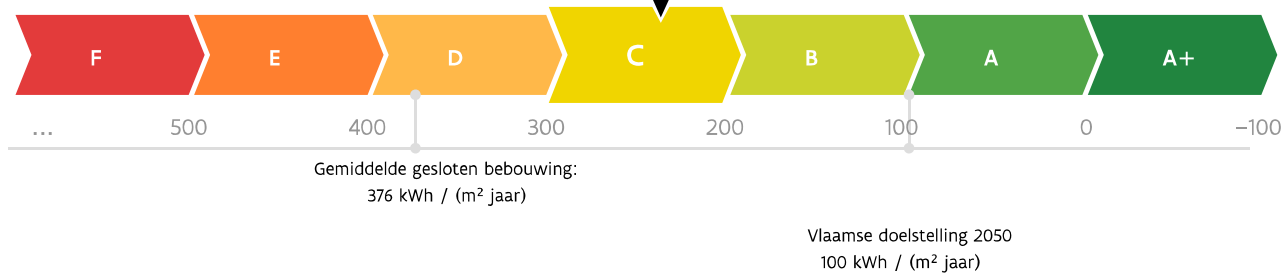 F E D C B A A+
... 500 400 300 200 100 0 –100
Gemiddelde gesloten bebouwing:
376 kWh / (m² jaar)
Vlaamse doelstelling 2050
100 kWh / (m² jaar)